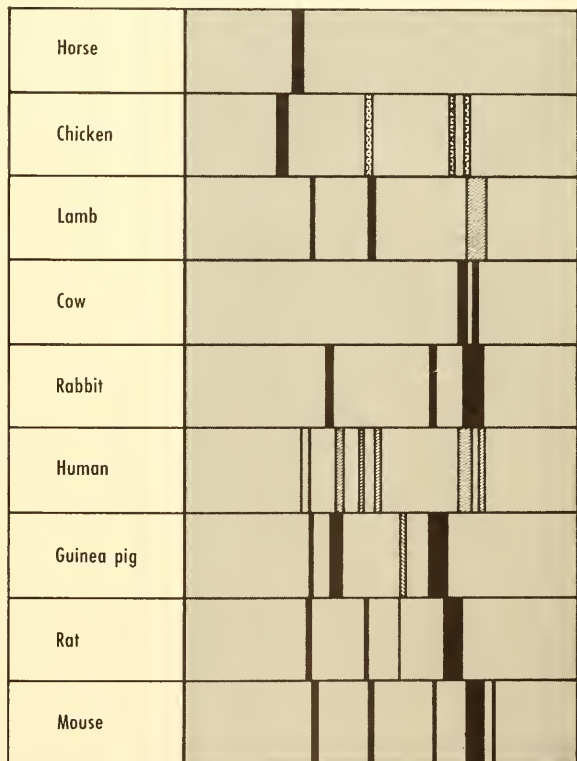 Horse
Chicken
Lamb
Cow
Rabbit
Human
Guinea pig
Rat
Mouse